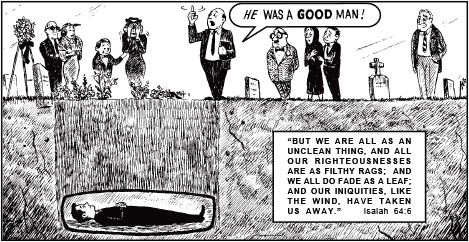 HE WAS A GOOD MAN!
"BUT WE ARE ALL AS AN
UNCLEAN THING, AND ALL
OUR RIGHTEOUSNESSES
ARE AS FILTHY RAGS; AND
WE ALL DO FADE AS A LEAF;
AND OUR INIQUITIES, LIKE
THE WIND, HAVE TAKEN
US AWAY." Isaiah 64:6